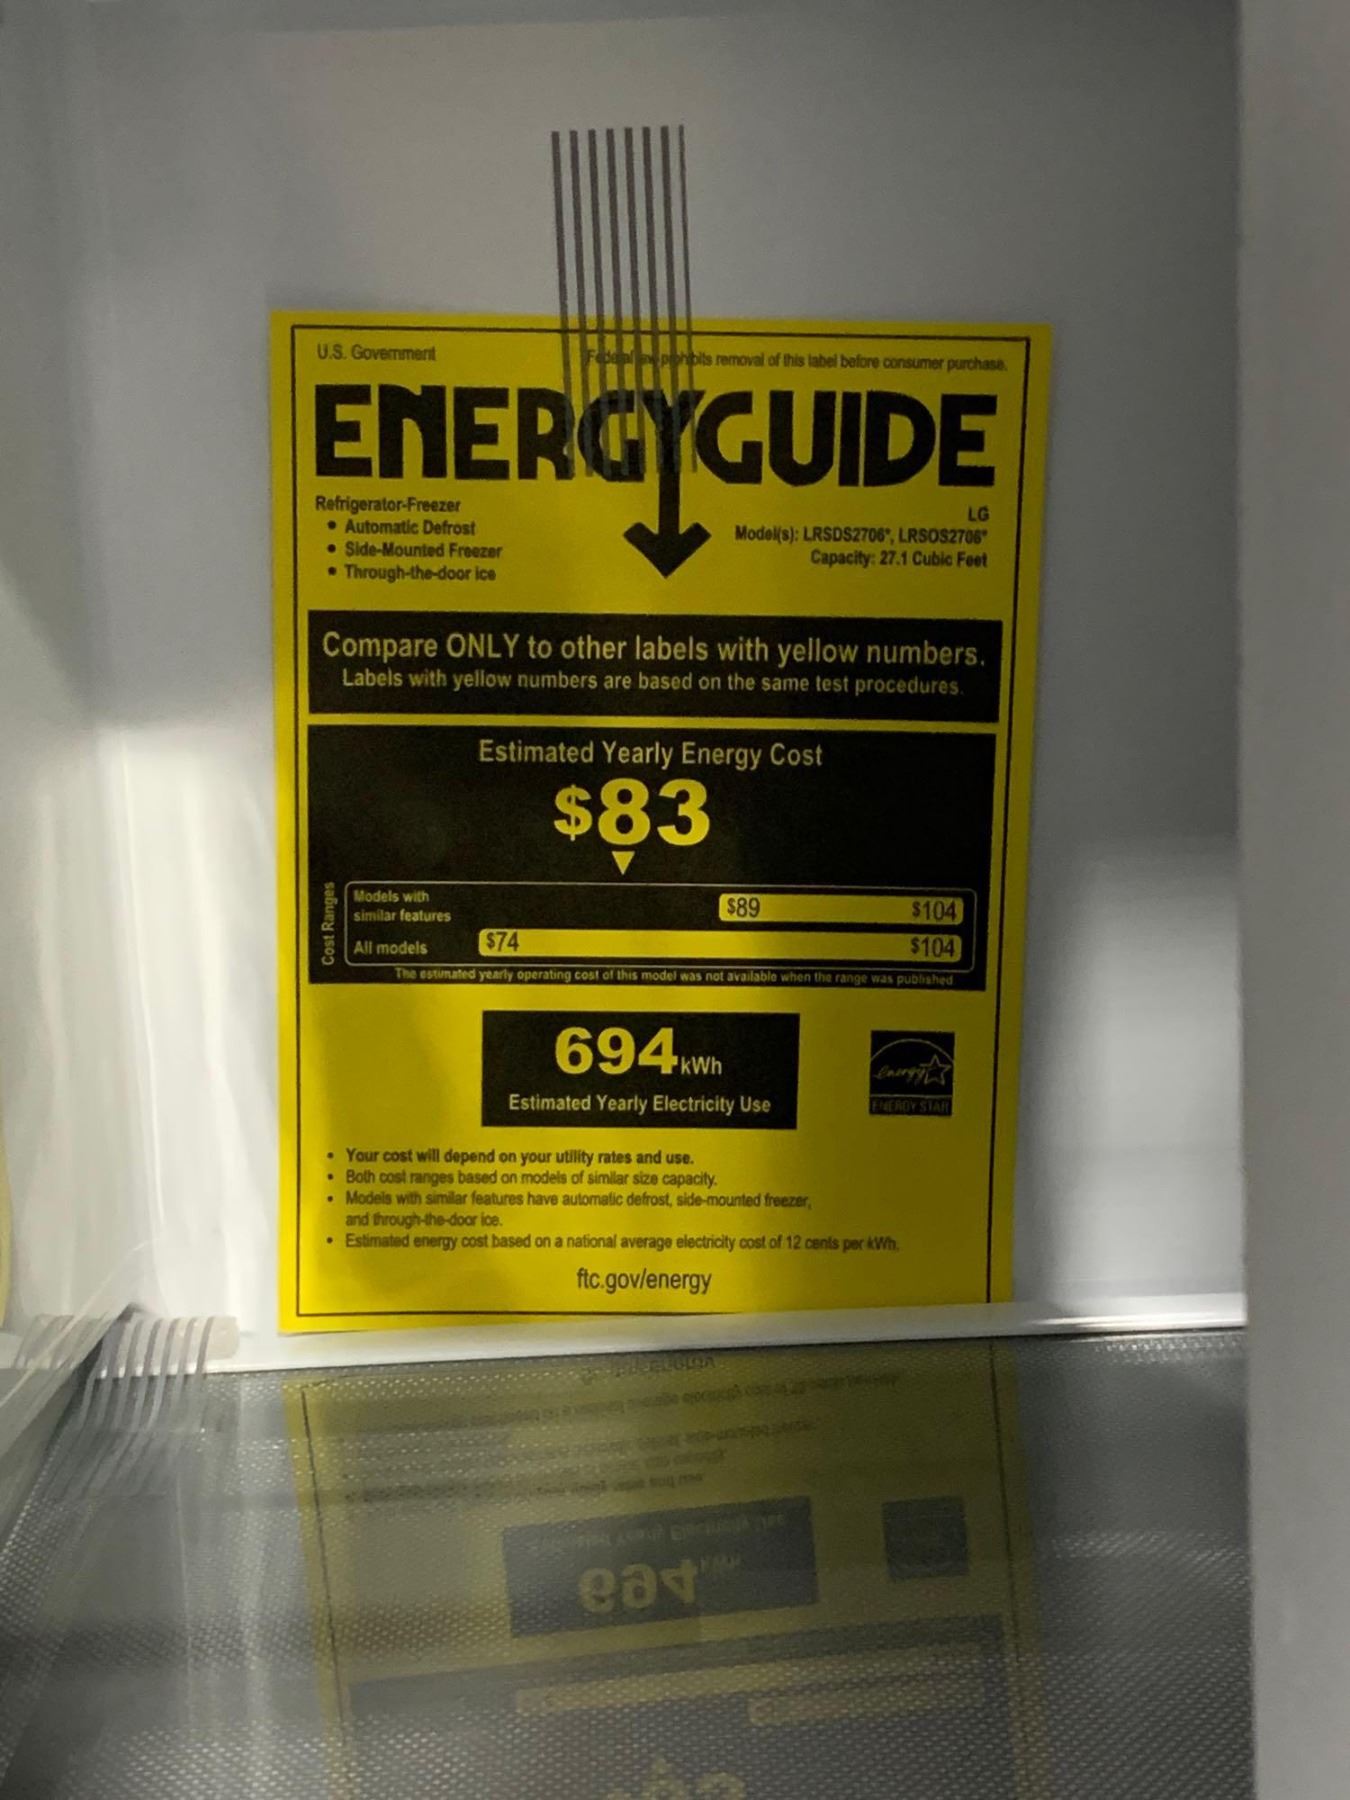 U.S. Government
Federal law prohibits removal of this label before consumer purchase.
ENERGYGUIDE
Refrigerator-Freezer
• Automatic Defrost
• Side-Mounted Freezer
• Through-the-door ice
LG
Model(s): LRSDS2706*, LRSOS2706*
Capacity: 27.1 Cubic Feet
Compare ONLY to other labels with yellow numbers.
Labels with yellow numbers are based on the same test procedures.
Estimated Yearly Energy Cost
$83
Cost Ranges
Models with
similar features
$89 $104
All models
$74 $104
The estimated yearly operating cost of this model was not available when the range was published
694 kWh
Estimated Yearly Electricity Use
energy
ENERGY STAR
• Your cost will depend on your utility rates and use.
• Both cost ranges based on models of similar size capacity.
• Models with similar features have automatic defrost, side-mounted freezer,
and through-the-door ice.
• Estimated energy cost based on a national average electricity cost of 12 cents per kWh.
ftc.gov/energy